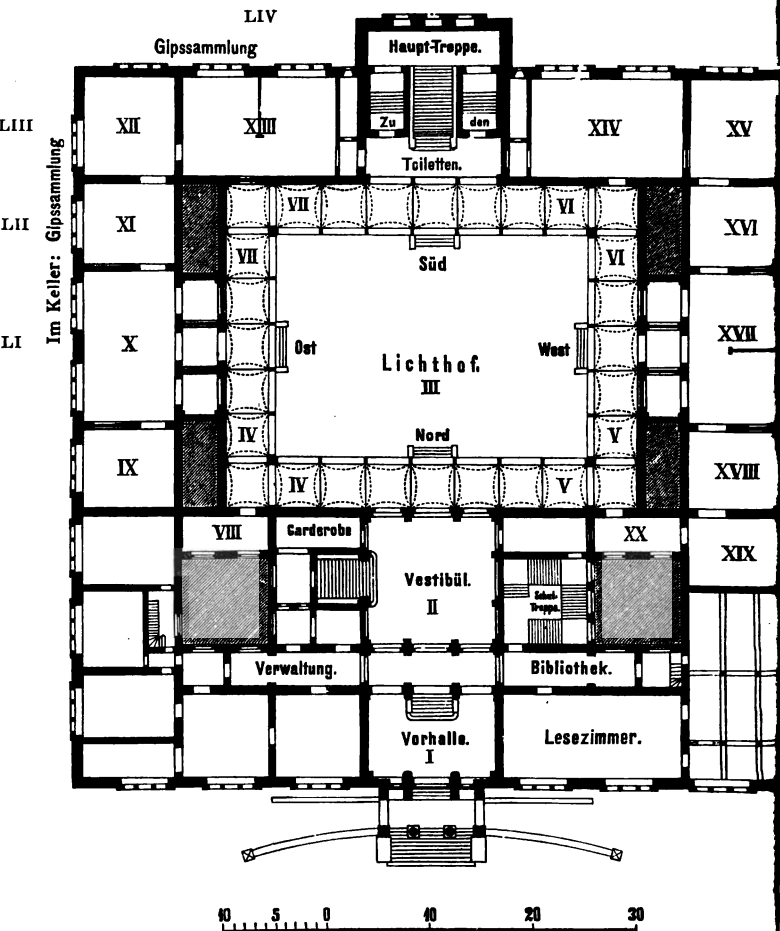 LIV
Gipssammlung
Haupt-Treppe.
Zu den
Toiletten.
LIII
XII
XIII
XIV
XV
Im Keller: Gipssammlung
LII
XI
VII
VI
XVI
VII
VI
Süd
LI
X
Ost
West
XVII
Lichthof.
III
Nord
IV
V
IX
IV
V
XVIII
VIII
Garderobe
XX
XIX
Vestibül.
II
Schul-
Treppe.
Verwaltung.
Bibliothek.
Vorhalle.
I
Lesezimmer.
10 5 0 10 20 30